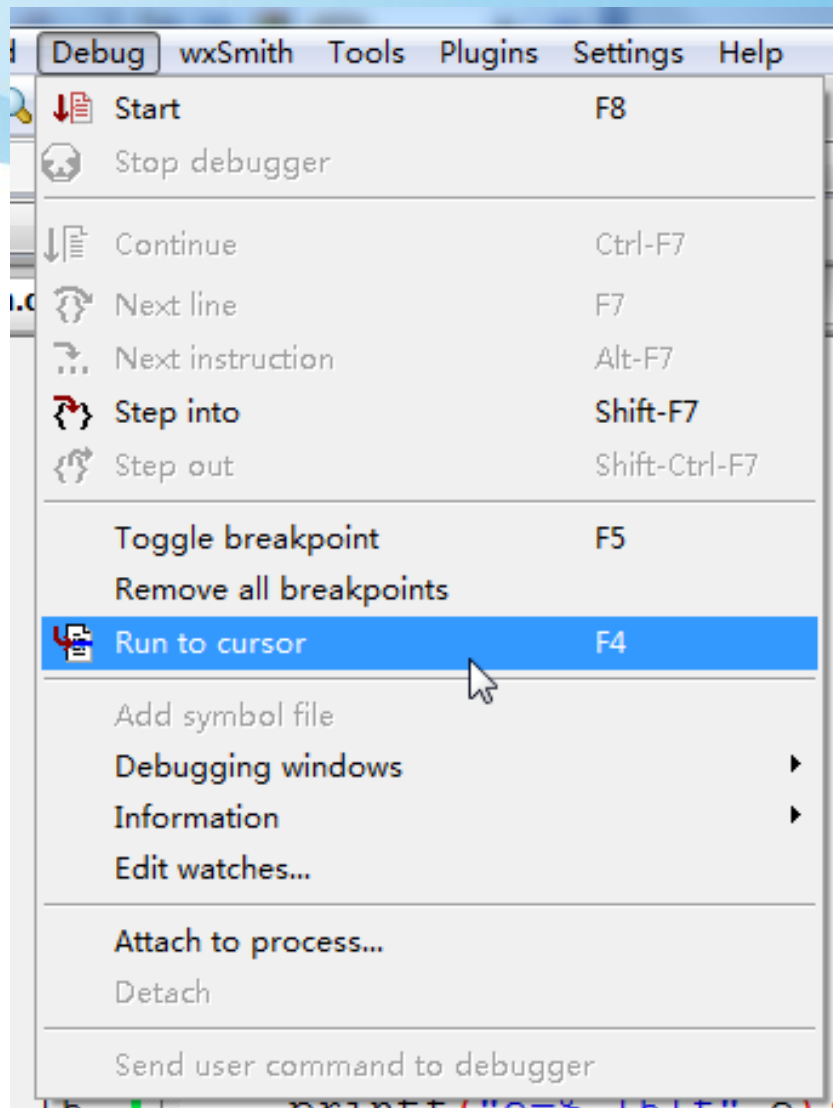 Debug wxSmith Tools Plugins Settings Help
Start F8
Stop debugger
Continue Ctrl-F7
Next line F7
Next instruction Alt-F7
Step into Shift-F7
Step out Shift-Ctrl-F7
Toggle breakpoint F5
Remove all breakpoints
Run to cursor F4
Add symbol file
Debugging windows
Information
Edit watches...
Attach to process...
Detach
Send user command to debugger